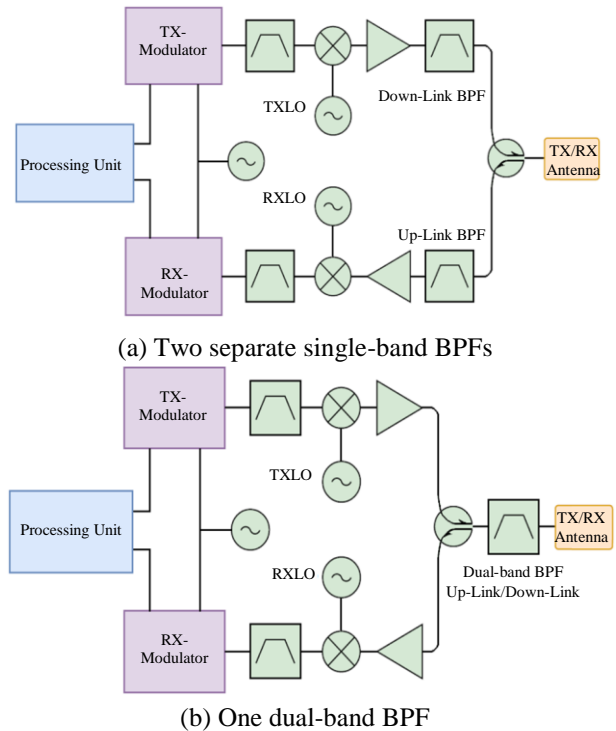 TX-
Modulator
TXLO
Down-Link BPF
Processing Unit
TX/RX
Antenna
RXLO
Up-Link BPF
RX-
Modulator
(a) Two separate single-band BPFs
TX-
Modulator
TXLO
Processing Unit
TX/RX
Antenna
Dual-band BPF
Up-Link/Down-Link
RXLO
RX-
Modulator
(b) One dual-band BPF